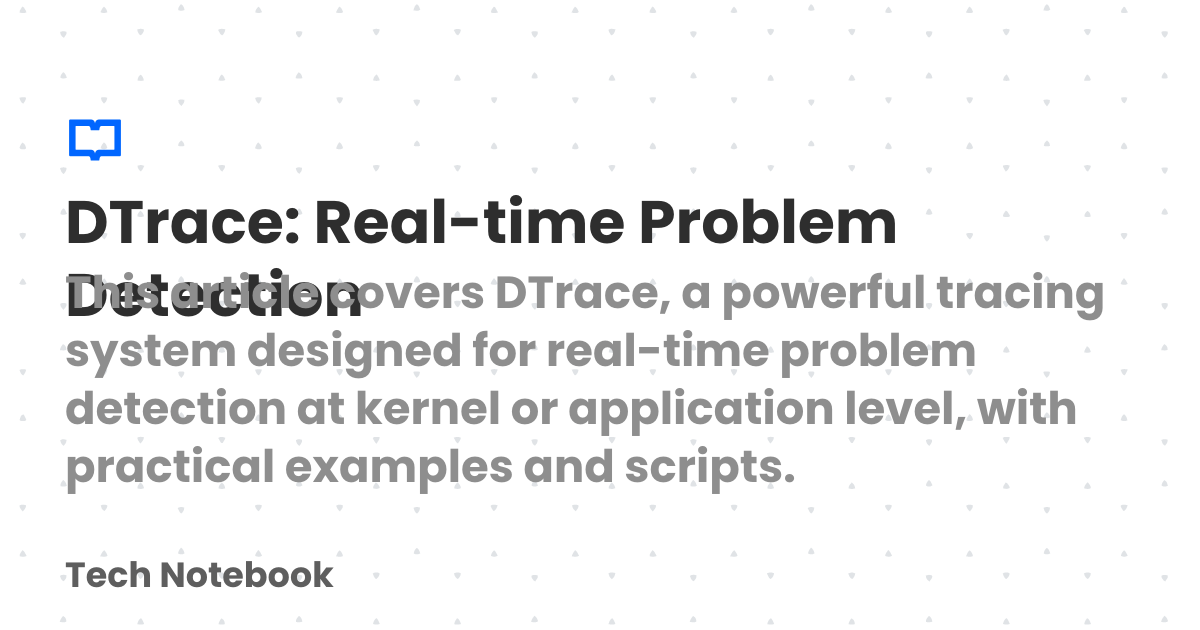 DTrace: Real-time Problem
Detection
This article covers DTrace, a powerful tracing
system designed for real-time problem
detection at kernel or application level, with
practical examples and scripts.
Tech Notebook